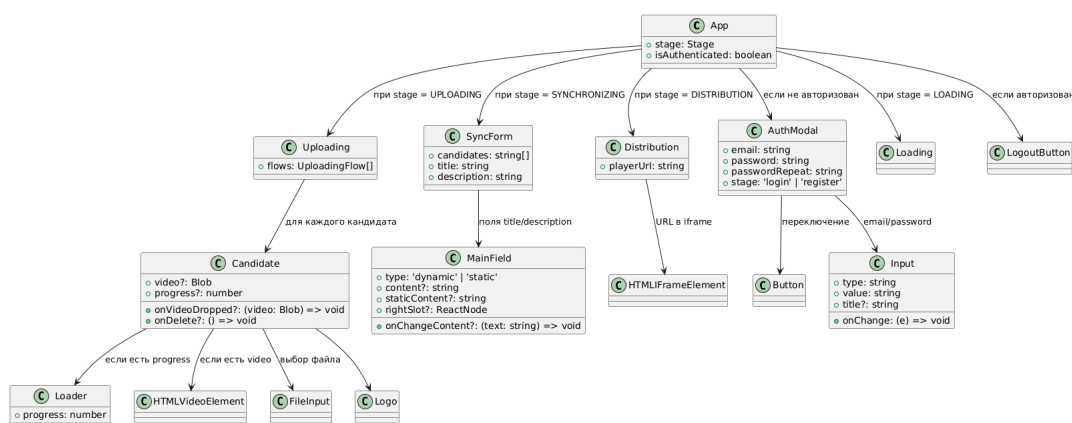 C App
stage: Stage
isAuthenticated: boolean
при stage = UPLOADING
при stage = SYNCHRONIZING
при stage = DISTRIBUTION
если не авторизован
при stage = LOADING
если авторизован
C Uploading
flows: UploadingFlow[]
C SyncForm
candidates: string[]
title: string
description: string
C Distribution
playerUrl: string
C AuthModal
email: string
password: string
passwordRepeat: string
stage: 'login' | 'register'
C Loading
C LogoutButton
для каждого кандидата
поля title/description
URL в iframe
переключение
email/password
C Candidate
video?: Blob
progress?: number
onVideoDropped?: (video: Blob) => void
onDelete?: () => void
C MainField
type: 'dynamic' | 'static'
content?: string
staticContent?: string
rightSlot?: ReactNode
onChangeContent?: (text: string) => void
C HTMLIFrameElement
C Button
C Input
type: string
value: string
title?: string
onChange: (e) => void
если есть progress
если есть video
выбор файла
C Loader
progress: number
C HTMLVideoElement
C FileInput
C Logo